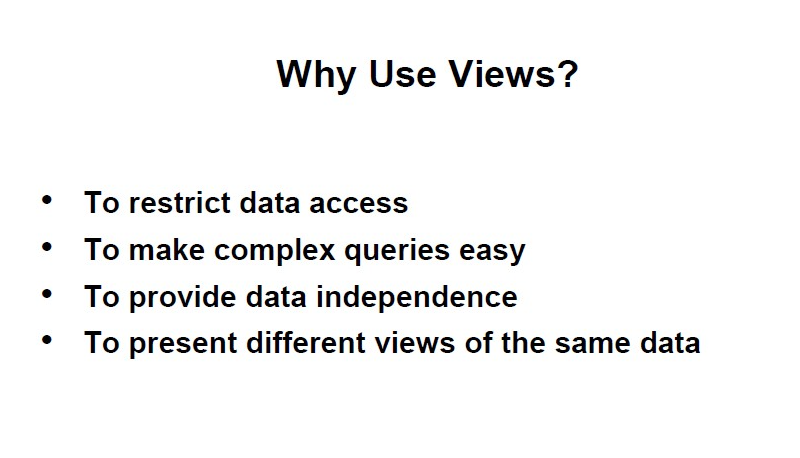 Why Use Views?
• To restrict data access
• To make complex queries easy
• To provide data independence
• To present different views of the same data